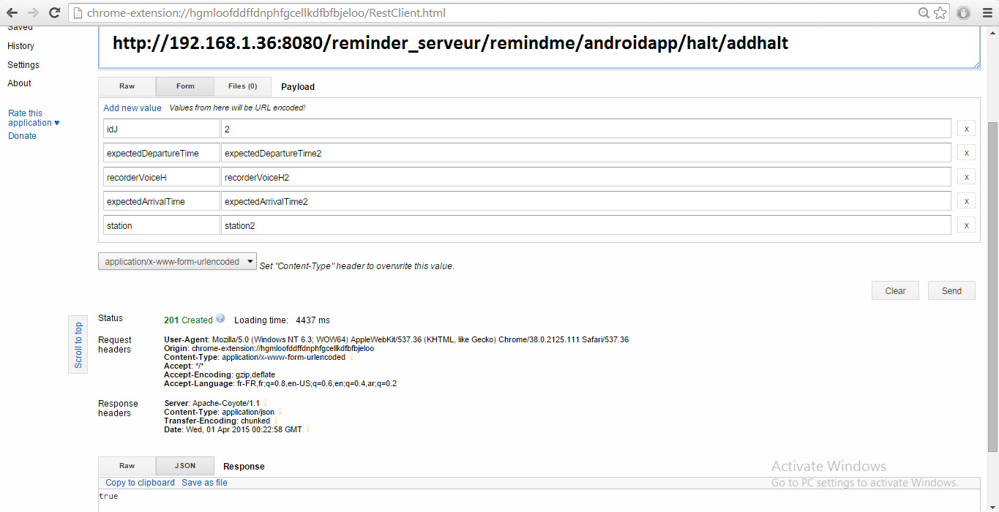 chrome-extension://hgmloofddffdnphfgcellkdfbfbjeloo/RestClient.html
Saved
History
Settings
About
Rate this
application ♥
Donate
http://192.168.1.36:8080/reminder_serveur/remindme/androidapp/halt/addhalt
Raw Form Files (0) Payload
Add new value Values from here will be URL encoded!
idJ 2 x
expectedDepartureTime expectedDepartureTime2 x
recorderVoiceH recorderVoiceH2 x
expectedArrivalTime expectedArrivalTime2 x
station station2 x
application/x-www-form-urlencoded Set "Content-Type" header to overwrite this value.
Clear Send
Scroll to top
Status 201 Created ? Loading time: 4437 ms
Request
headers
User-Agent: Mozilla/5.0 (Windows NT 6.3; WOW64) AppleWebKit/537.36 (KHTML, like Gecko) Chrome/38.0.2125.111 Safari/537.36
Origin: chrome-extension://hgmloofddffdnphfgcellkdfbfbjeloo
Content-Type: application/x-www-form-urlencoded
Accept: */*
Accept-Encoding: gzip,deflate
Accept-Language: fr-FR,fr;q=0.8,en-US;q=0.6,en;q=0.4,ar;q=0.2
Response
headers
Server: Apache-Coyote/1.1
Content-Type: application/json
Transfer-Encoding: chunked
Date: Wed, 01 Apr 2015 00:22:58 GMT
Raw JSON Response
Copy to clipboard Save as file
true
Activate Windows
Go to PC settings to activate Windows.